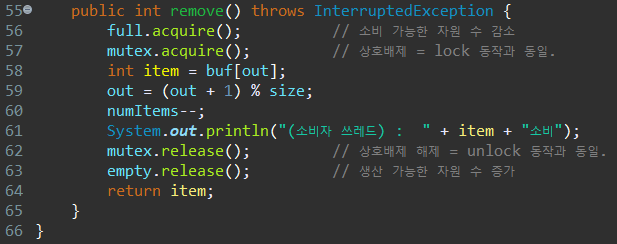 55 public int remove() throws InterruptedException {
56 full.acquire(); // 소비 가능한 자원 수 감소
57 mutex.acquire(); // 상호배제 = lock 동작과 동일.
58 int item = buf[out];
59 out = (out + 1) % size;
60 numItems--;
61 System.out.println("(소비자 쓰레드) :  " + item + "소비");
62 mutex.release(); // 상호배제 해제 = unlock 동작과 동일.
63 empty.release(); // 생산 가능한 자원 수 증가
64 return item;
65 }
66 }